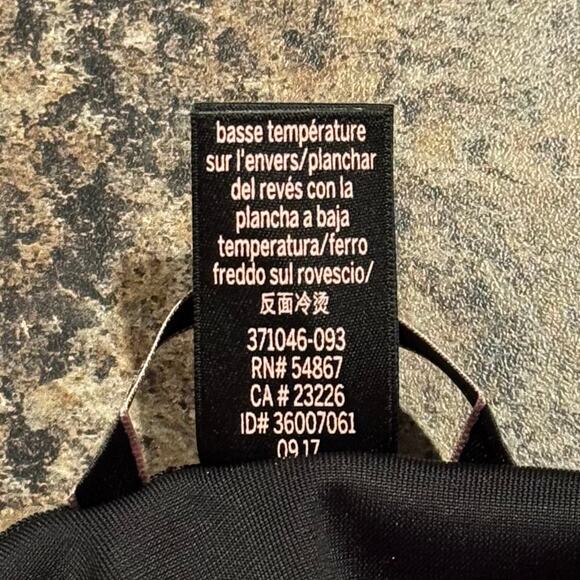 basse température
sur l'envers/planchar
del revés con la
plancha a baja
temperatura/ferro
freddo sul rovescio/
反面冷烫
371046-093
RN# 54867
CA # 23226
ID# 36007061
09 17